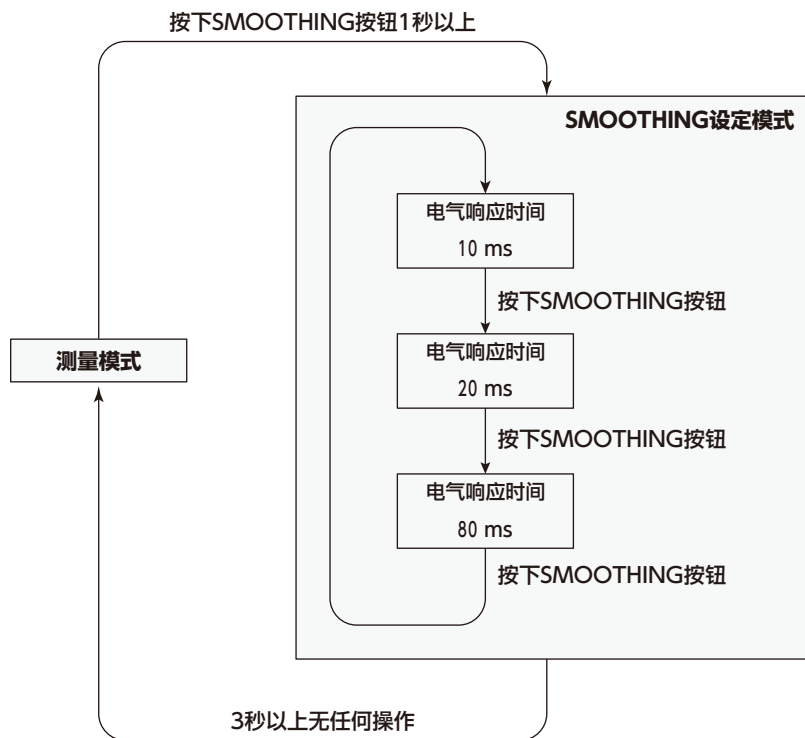 按下SMOOTHING按钮1秒以上
SMOOTHING设定模式
电气响应时间
10 ms
按下SMOOTHING按钮
测量模式
电气响应时间
20 ms
按下SMOOTHING按钮
电气响应时间
80 ms
按下SMOOTHING按钮
3秒以上无任何操作